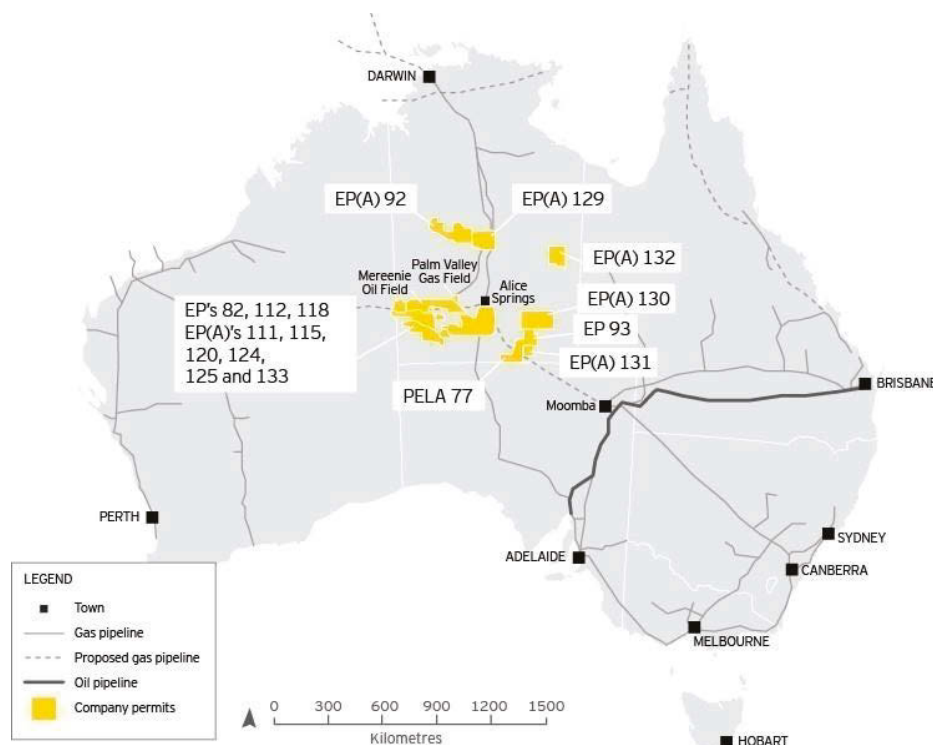 DARWIN
EP(A) 92
EP(A) 129
EP(A) 132
Palm Valley
Gas Field
Mereenie
Oil Field
Alice
Springs
EP's 82, 112, 118
EP(A)'s 111, 115,
120, 124,
125 and 133
EP(A) 130
EP 93
EP(A) 131
PELA 77
Moomba
BRISBANE
PERTH
ADELAIDE
SYDNEY
CANBERRA
MELBOURNE
HOBART
LEGEND
Town
Gas pipeline
Proposed gas pipeline
Oil pipeline
Company permits
0 300 600 900 1200 1500
Kilometres